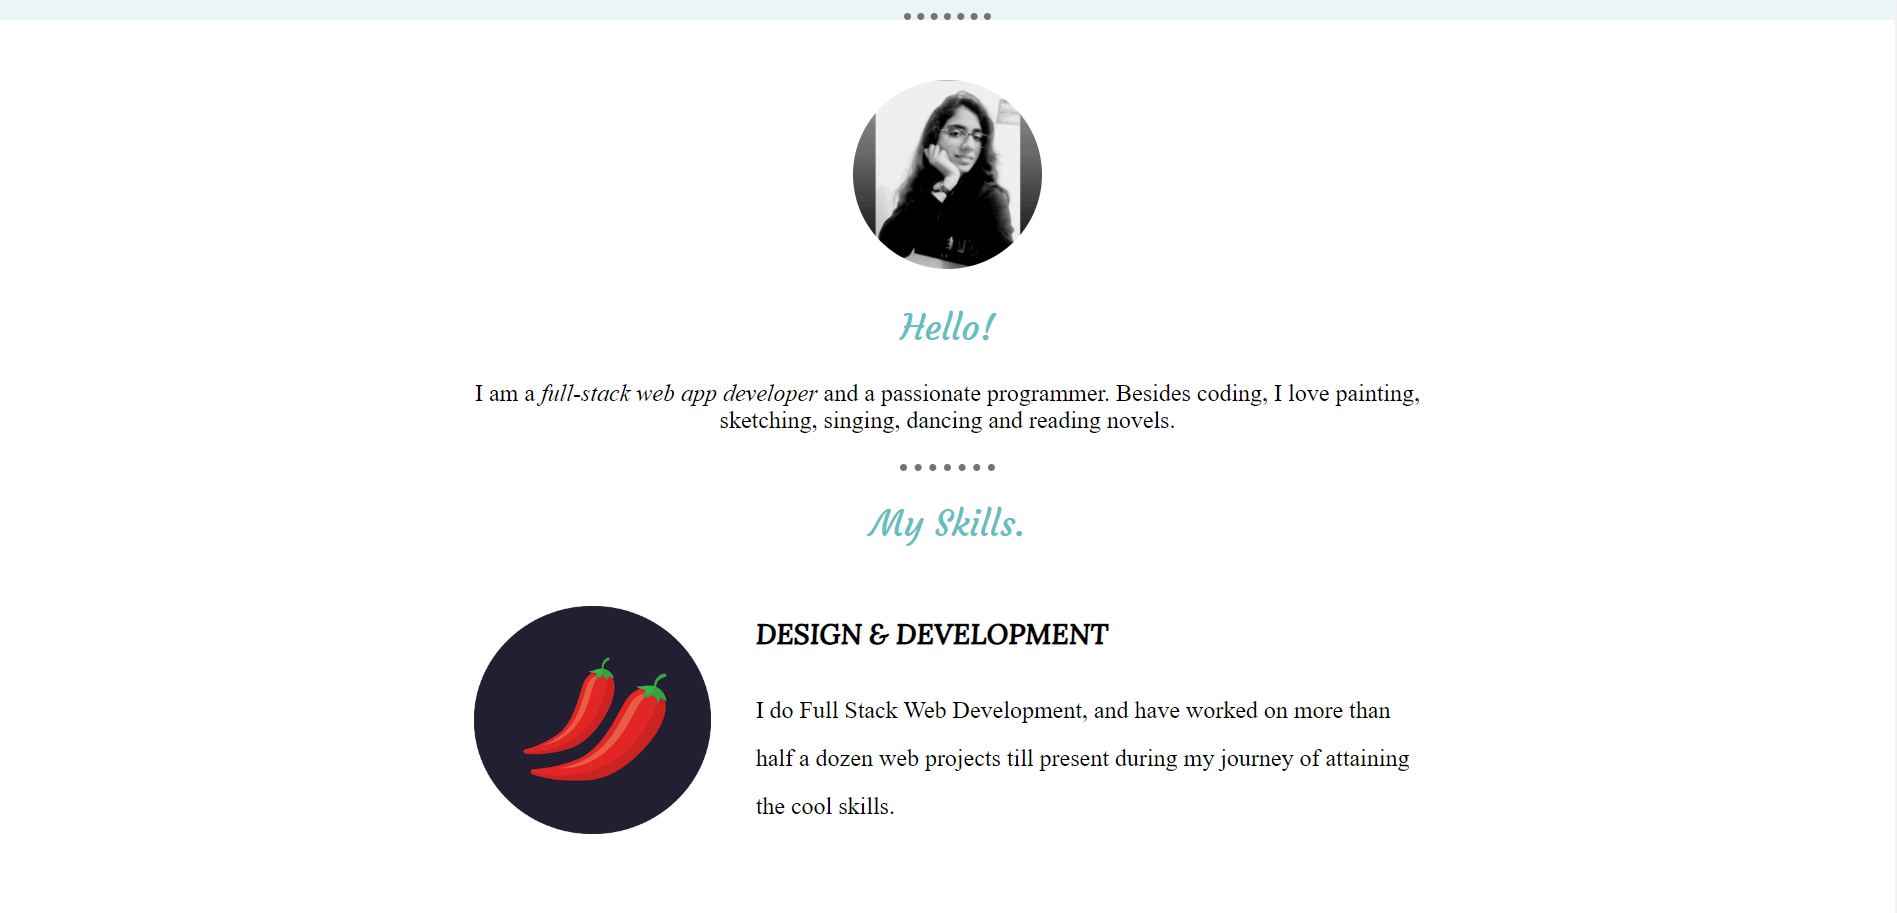 Hello!
I am a full-stack web app developer and a passionate programmer. Besides coding, I love painting,
sketching, singing, dancing and reading novels.
My Skills.
DESIGN & DEVELOPMENT
I do Full Stack Web Development, and have worked on more than
half a dozen web projects till present during my journey of attaining
the cool skills.